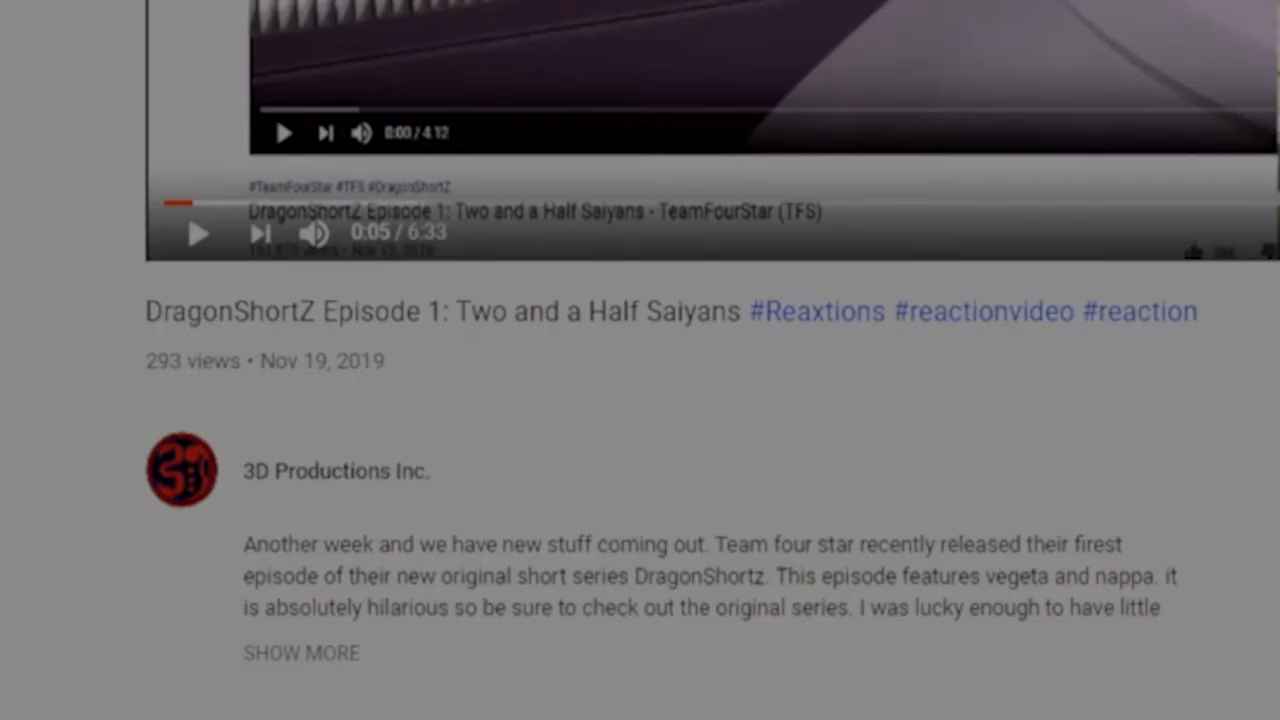 0:00 / 4:12
#TeamFourStar #TFS #DragonShortZ
DragonShortZ Episode 1: Two and a Half Saiyans - TeamFourStar (TFS)
0:05 / 6:33
DragonShortZ Episode 1: Two and a Half Saiyans #Reaxtions #reactionvideo #reaction
293 views • Nov 19, 2019
3D Productions Inc.
Another week and we have new stuff coming out. Team four star recently released their firest
episode of their new original short series DragonShortz. This episode features vegeta and nappa. it
is absolutely hilarious so be sure to check out the original series. I was lucky enough to have little
SHOW MORE